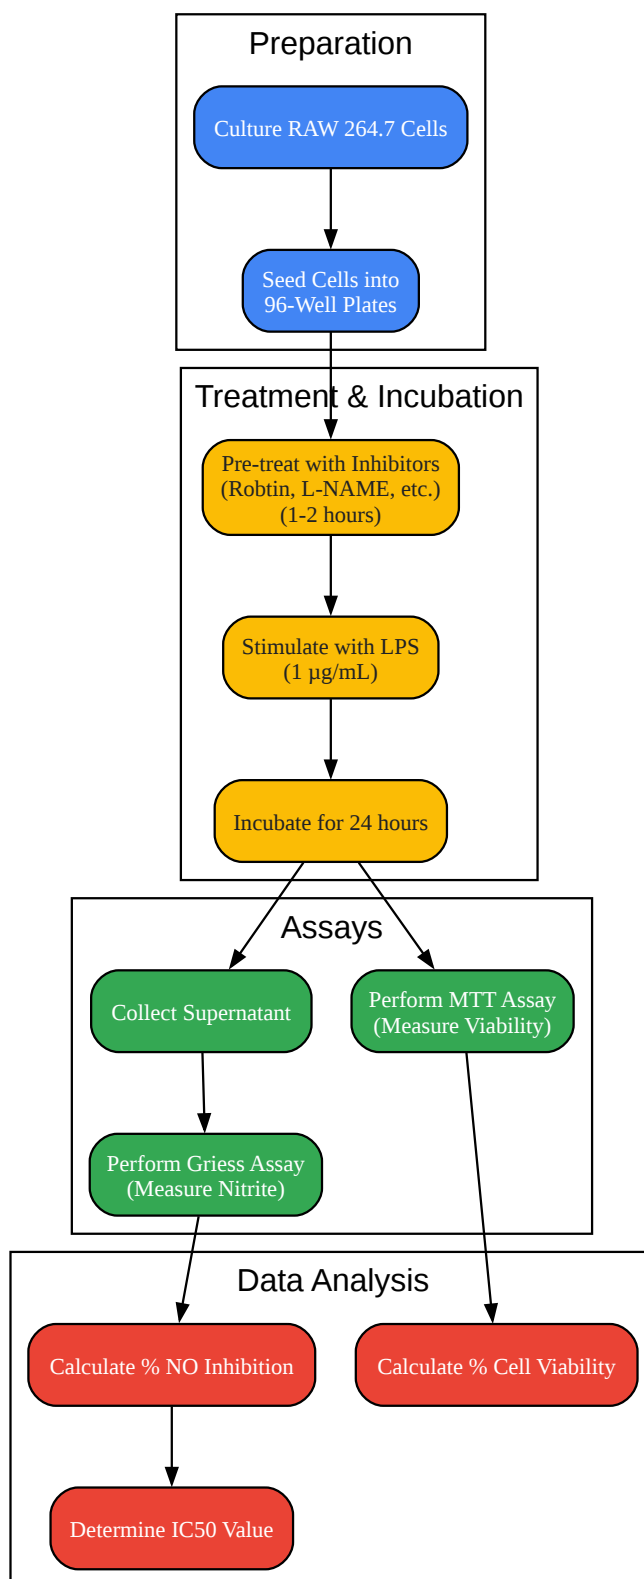 Preparation
Culture RAW 264.7 Cells
Seed Cells into
96-Well Plates
Treatment & Incubation
Pre-treat with Inhibitors
(Robtin, L-NAME, etc.)
(1-2 hours)
Stimulate with LPS
(1 µg/mL)
Incubate for 24 hours
Assays
Collect Supernatant
Perform MTT Assay
(Measure Viability)
Perform Griess Assay
(Measure Nitrite)
Data Analysis
Calculate % NO Inhibition
Calculate % Cell Viability
Determine IC50 Value